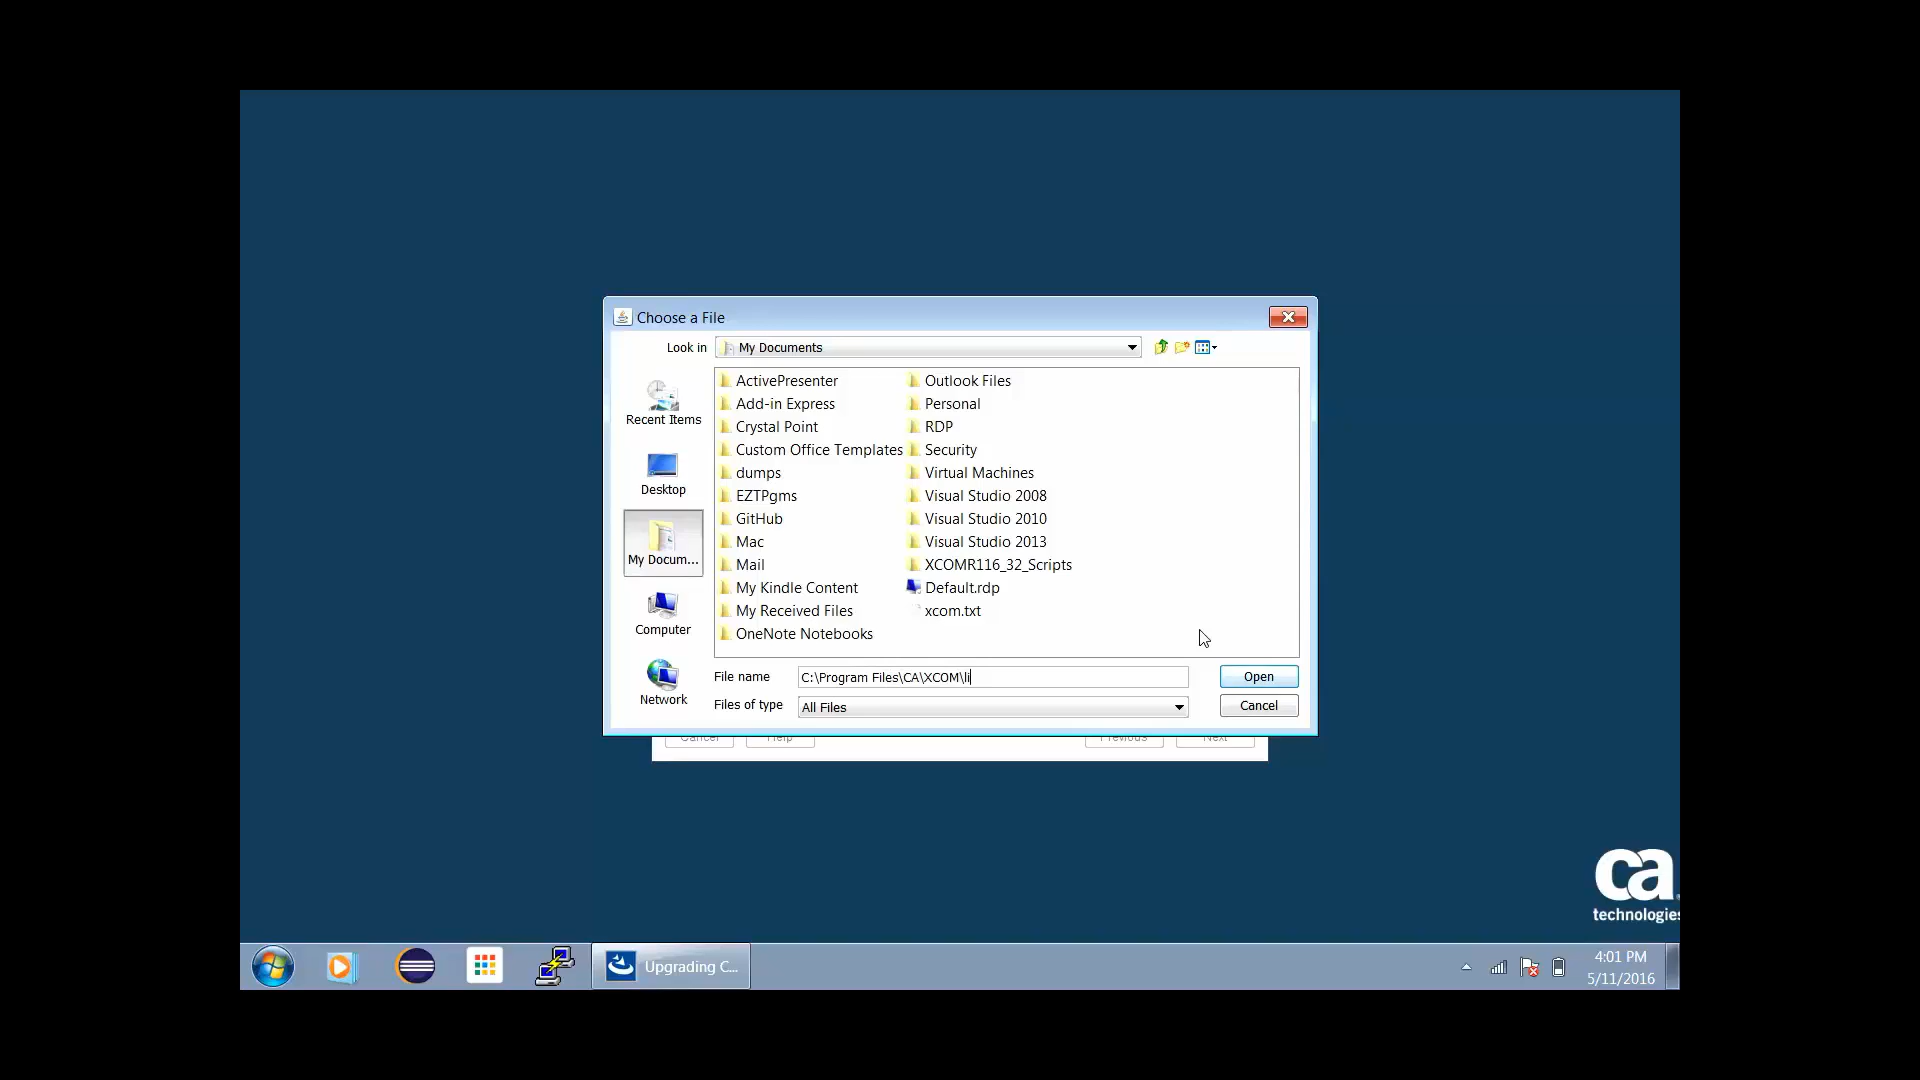 Choose a File
Look in My Documents
Recent Items
Desktop
My Docum...
Computer
Network
ActivePresenter
Add-in Express
Crystal Point
Custom Office Templates
dumps
EZTPgms
GitHub
Mac
Mail
My Kindle Content
My Received Files
OneNote Notebooks
Outlook Files
Personal
RDP
Security
Virtual Machines
Visual Studio 2008
Visual Studio 2010
Visual Studio 2013
XCOMR116_32_Scripts
Default.rdp
xcom.txt
File name C:\Program Files\CA\XCOM\li Open
Files of type All Files Cancel
Cancel Help Previous Next
ca
technologies
Upgrading C...
4:01 PM
5/11/2016